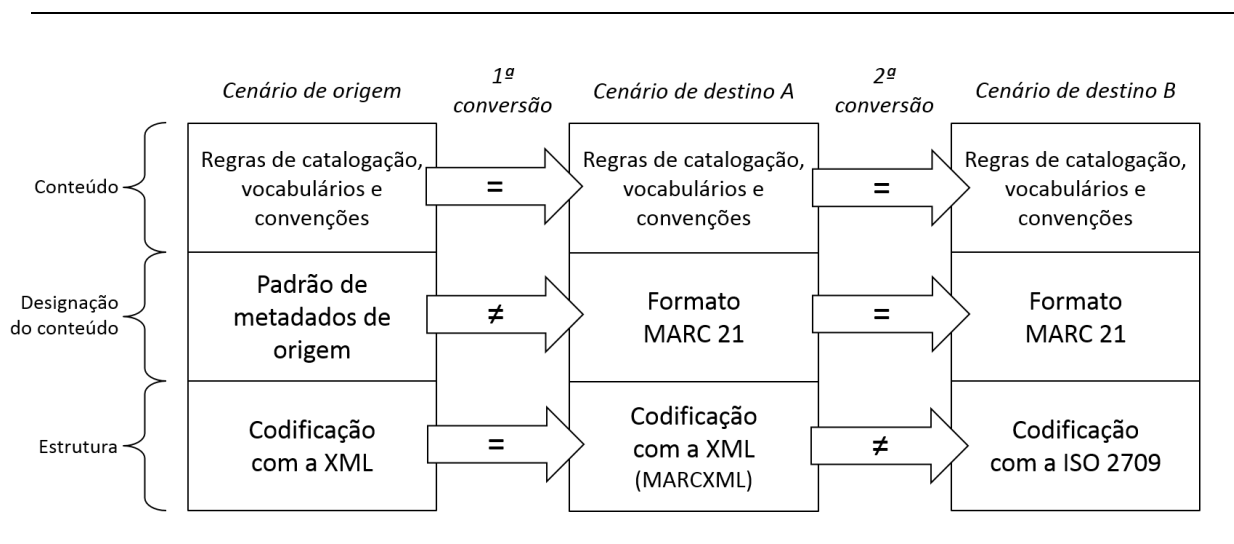 Cenário de origem
1ª
conversão
Cenário de destino A
2ª
conversão
Cenário de destino B
Conteúdo
Regras de catalogação,
vocabulários e
convenções
=
Regras de catalogação,
vocabulários e
convenções
=
Regras de catalogação,
vocabulários e
convenções
Designação
do conteúdo
Padrão de
metadados de
origem
≠
Formato
MARC 21
=
Formato
MARC 21
Estrutura
Codificação
com a XML
=
Codificação
com a XML
(MARCXML)
≠
Codificação
com a ISO 2709